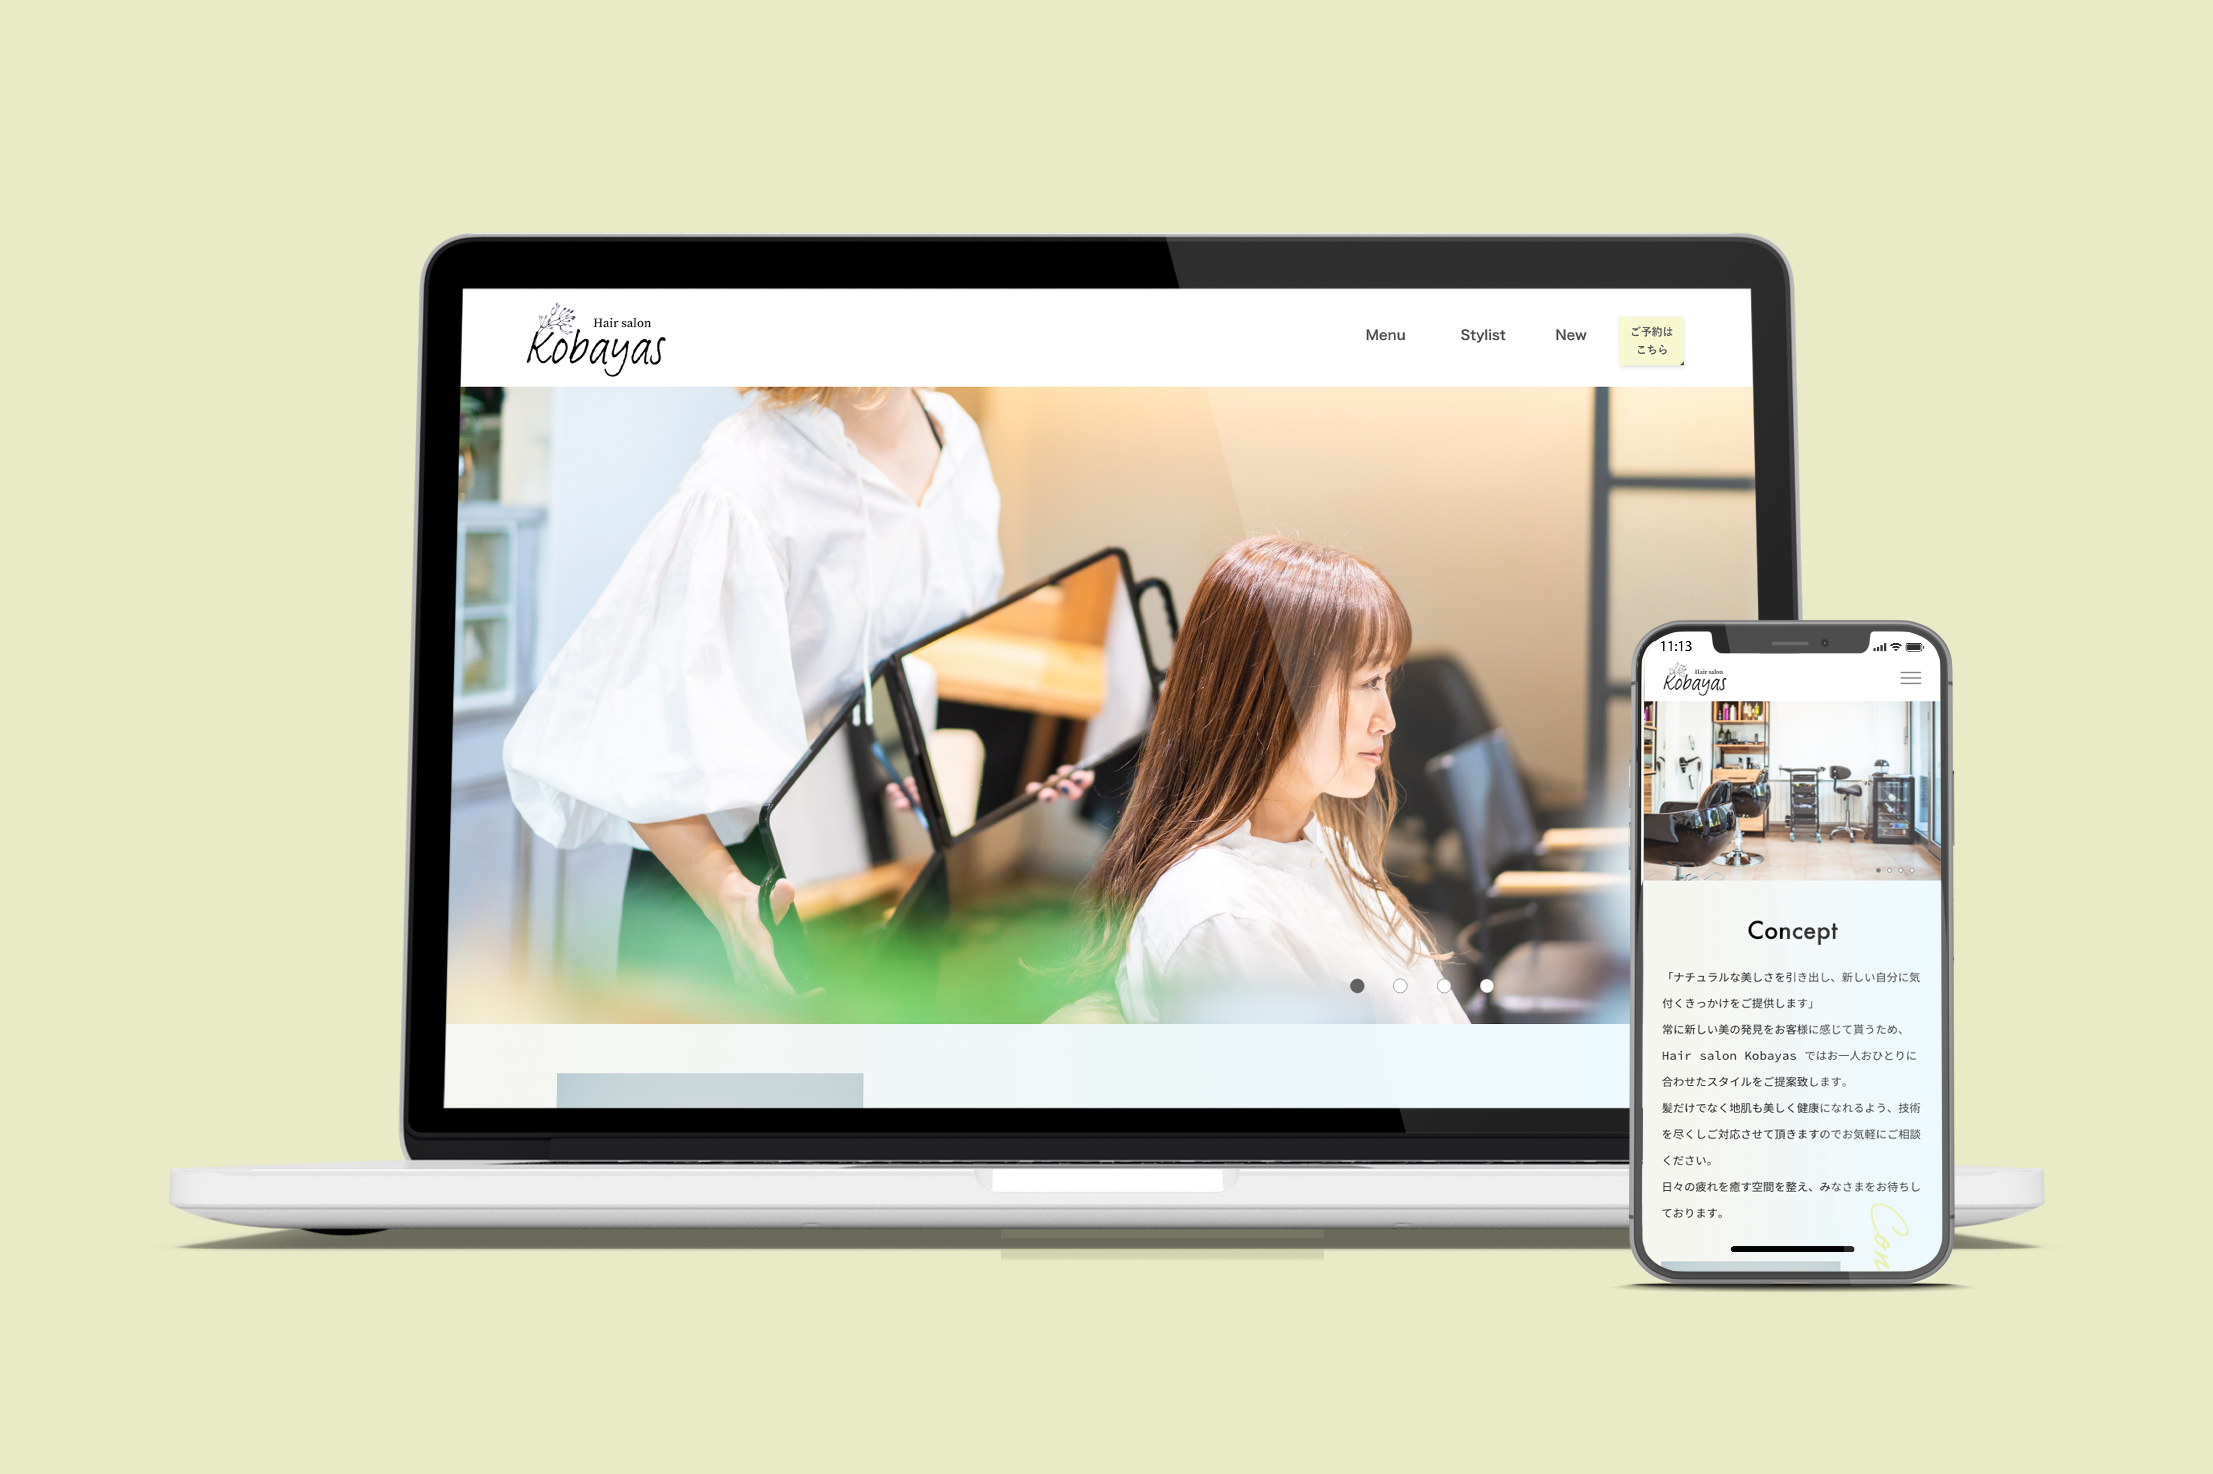 Hair salon
Kobayas
Menu
Stylist
New
ご予約は
こちら
11:13
Hair salon
Kobayas
Concept
「ナチュラルな美しさを引き出し、新しい自分に気
付くきっかけをご提供します」
常に新しい美の発見をお客様に感じて貰うため、
Hair salon Kobayas ではお一人おひとりに
合わせたスタイルをご提案致します。
髪だけでなく地肌も美しく健康になれるよう、技術
を尽くしご対応させて頂きますのでお気軽にご相談
ください。
日々の疲れを癒す空間を整え、みなさまをお待ちし
ております。
Con